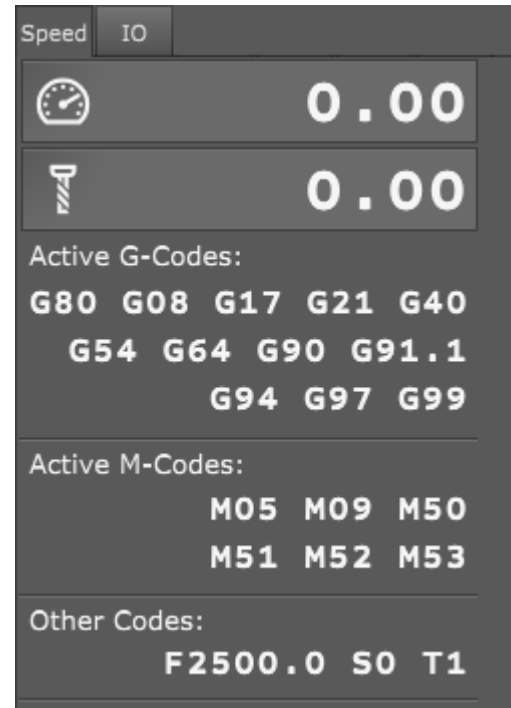 Speed IO
0.00
0.00
Active G-Codes:
G80 G08 G17 G21 G40
G54 G64 G90 G91.1
G94 G97 G99
Active M-Codes:
M05 M09 M50
M51 M52 M53
Other Codes:
F2500.0 S0 T1